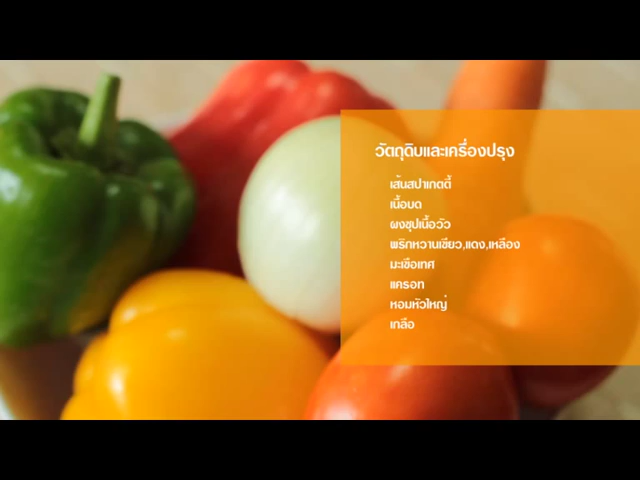 วัตถุดิบและเครื่องปรุง
เส้นสปาเกตตี้
เนื้อบด
ผงซุปเนื้อวัว
พริกหวานเขียว,แดง,เหลือง
มะเขือเทศ
แครอท
หอมหัวใหญ่
เกลือ